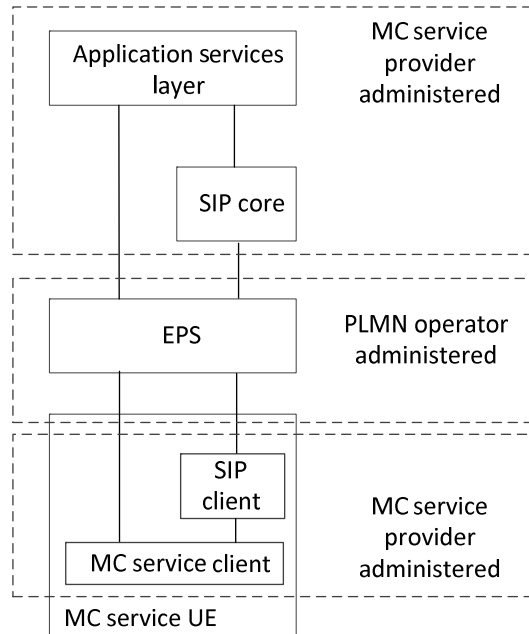 Application services
layer
MC service
provider
administered
SIP core
EPS
PLMN operator
administered
SIP
client
MC service client
MC service
provider
administered
MC service UE